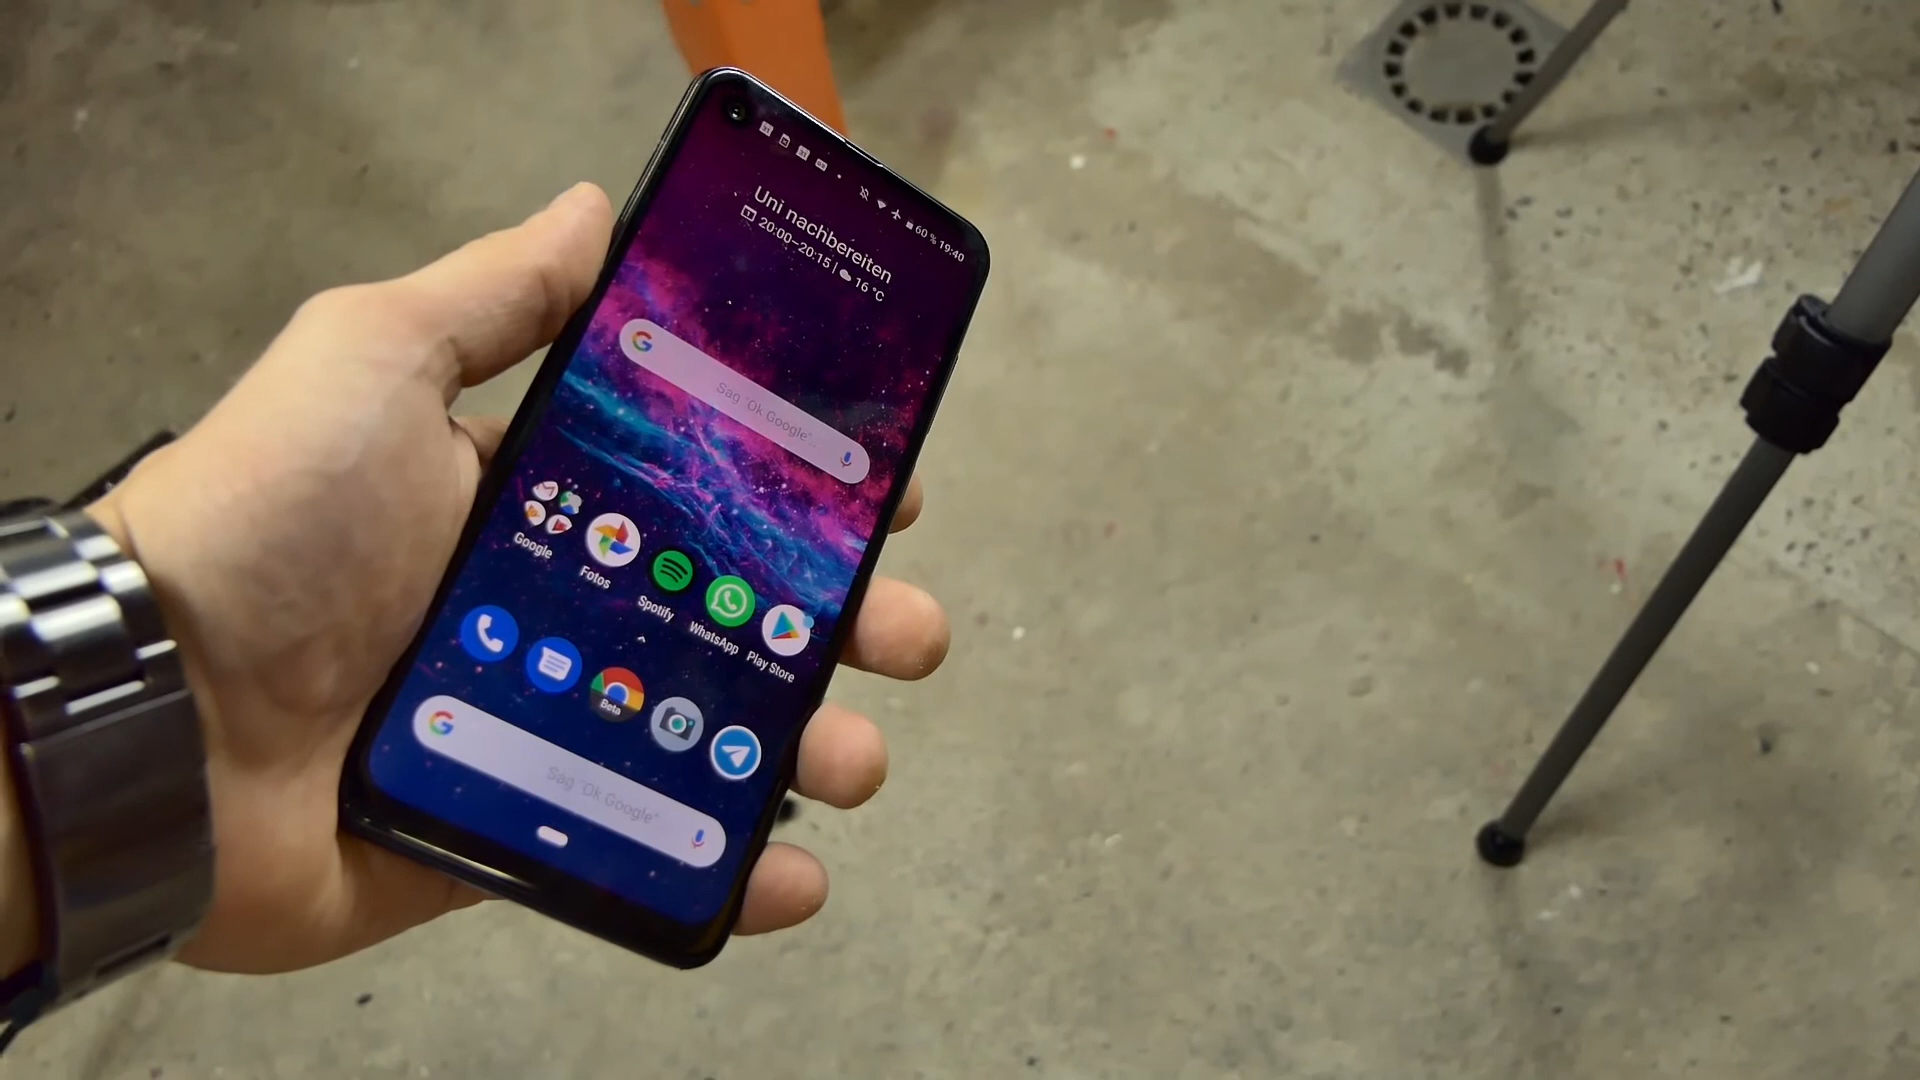 60 % 19:40
Uni nachbereiten
20:00–20:15 | 16 °C
Sag "Ok Google"
Google
Fotos
Spotify
WhatsApp
Play Store
Beta
Sag "Ok Google"